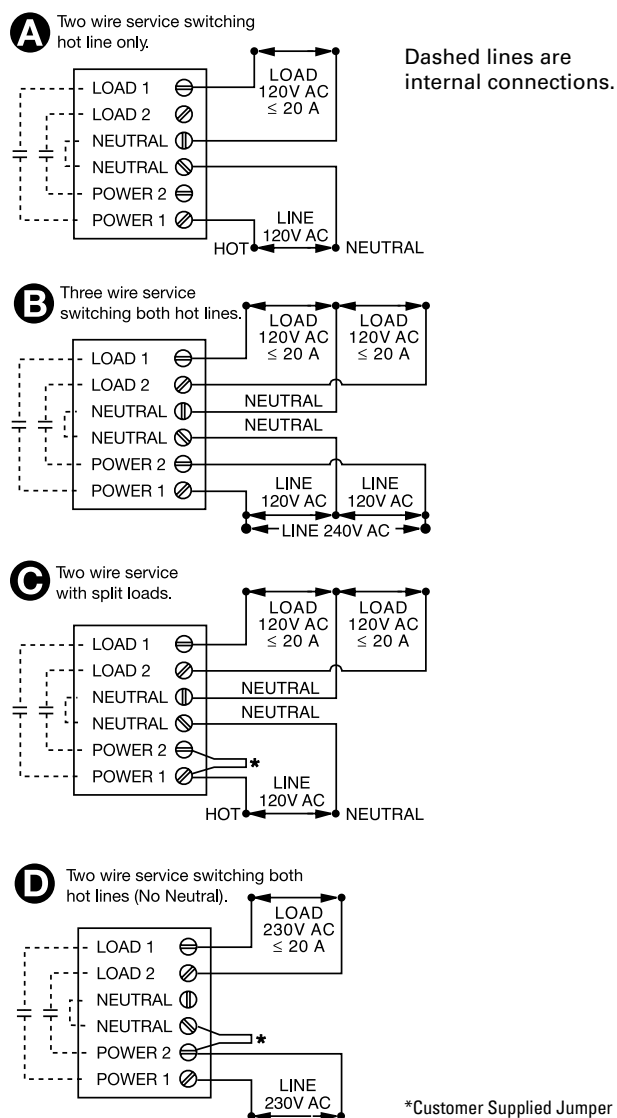 A Two wire service switching
hot line only.
Dashed lines are
internal connections.
LOAD
120V AC
≤ 20 A
LOAD 1
LOAD 2
NEUTRAL
NEUTRAL
POWER 2
POWER 1
LINE
120V AC
HOT NEUTRAL
B Three wire service
switching both hot lines.
LOAD LOAD
120V AC 120V AC
≤ 20 A ≤ 20 A
LOAD 1
LOAD 2
NEUTRAL NEUTRAL
NEUTRAL NEUTRAL
POWER 2
POWER 1
LINE LINE
120V AC 120V AC
LINE 240V AC
C Two wire service
with split loads.
LOAD LOAD
120V AC 120V AC
≤ 20 A ≤ 20 A
LOAD 1
LOAD 2
NEUTRAL NEUTRAL
NEUTRAL NEUTRAL
POWER 2
POWER 1 *
LINE
120V AC
HOT NEUTRAL
D Two wire service switching both
hot lines (No Neutral).
LOAD
230V AC
≤ 20 A
LOAD 1
LOAD 2
NEUTRAL
NEUTRAL
POWER 2 *
POWER 1
LINE
230V AC
*Customer Supplied Jumper